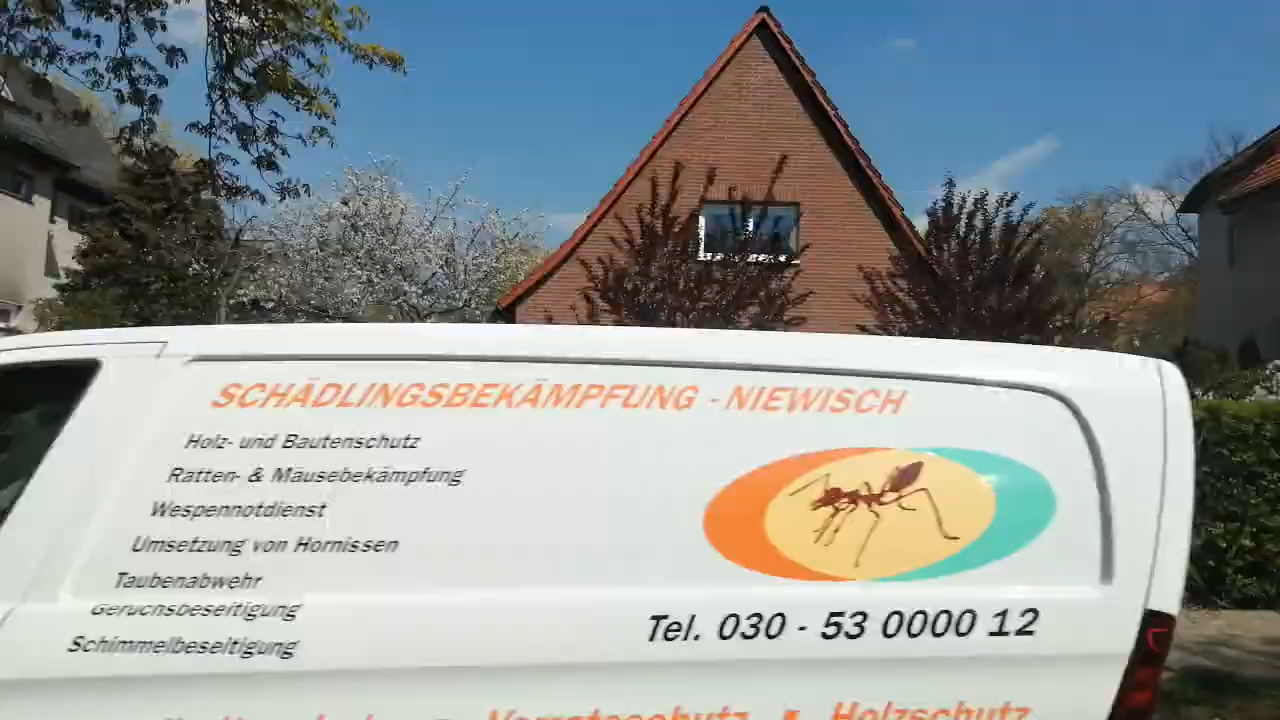 SCHÄDLINGSBEKÄMPFUNG - NIEWISCH
Holz- und Bautenschutz
Ratten- & Mäusebekämpfung
Wespennotdienst
Umsetzung von Hornissen
Taubenabwehr
Geruchsbeseitigung
Schimmelbeseitigung
Tel. 030 - 53 0000 12
Holzschutz